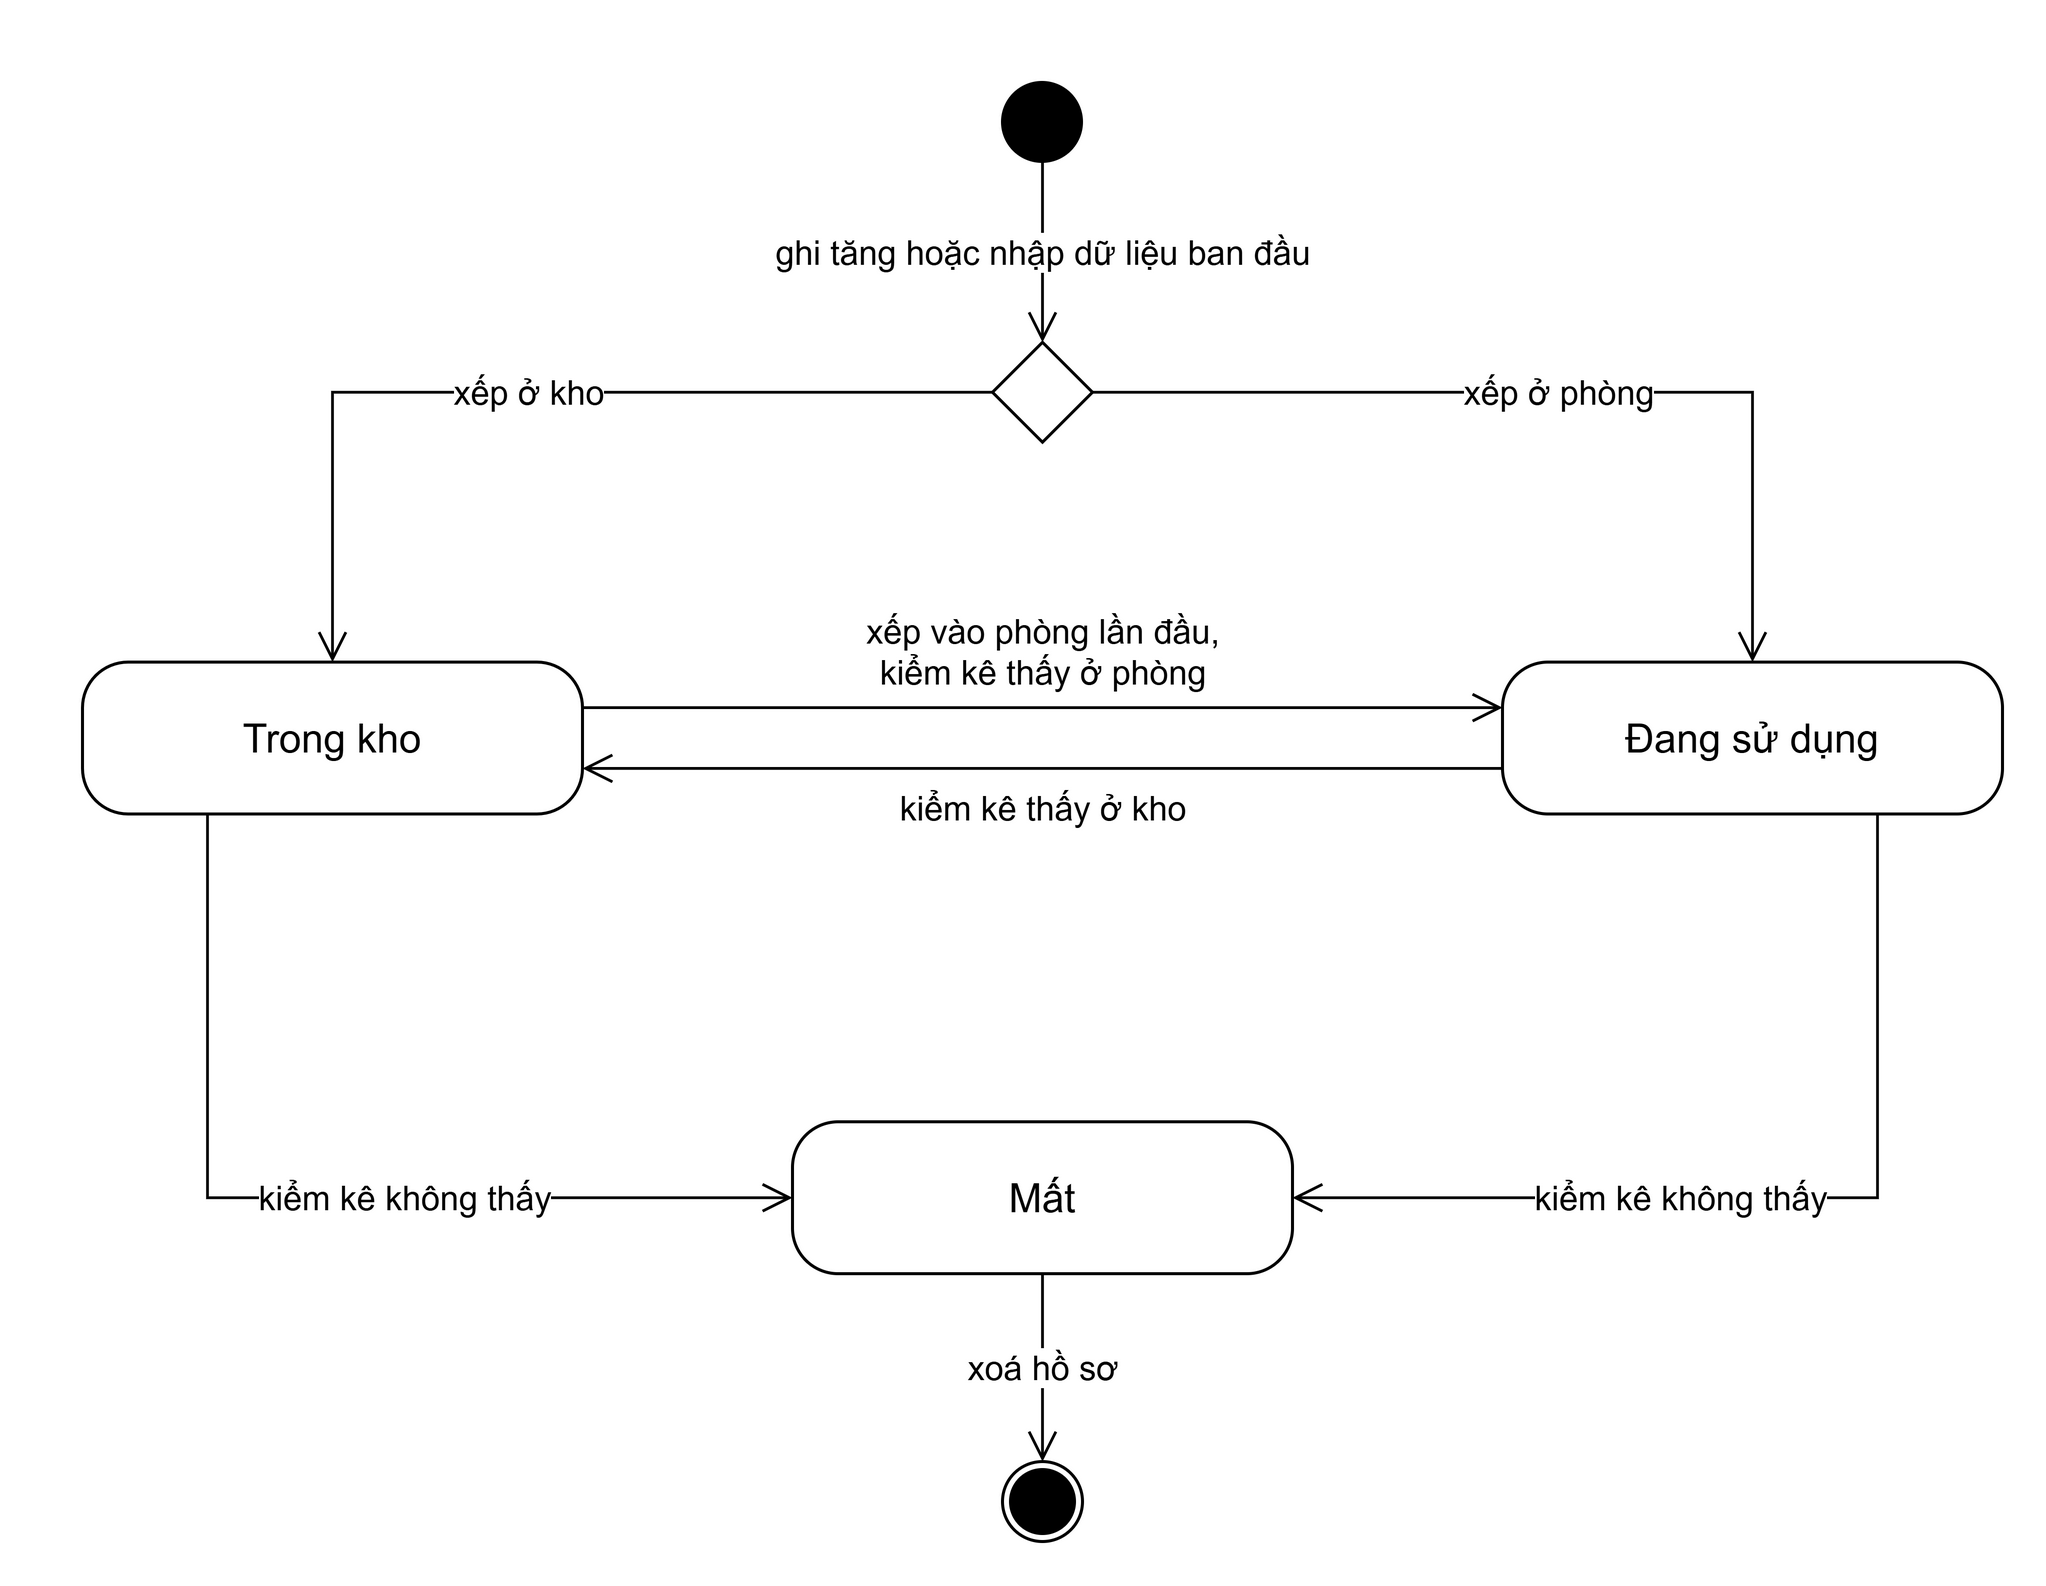 ghi tăng hoặc nhập dữ liệu ban đầu
xếp ở kho
xếp ở phòng
xếp vào phòng lần đầu,
kiểm kê thấy ở phòng
Trong kho
Đang sử dụng
kiểm kê thấy ở kho
kiểm kê không thấy
Mất
kiểm kê không thấy
xoá hồ sơ